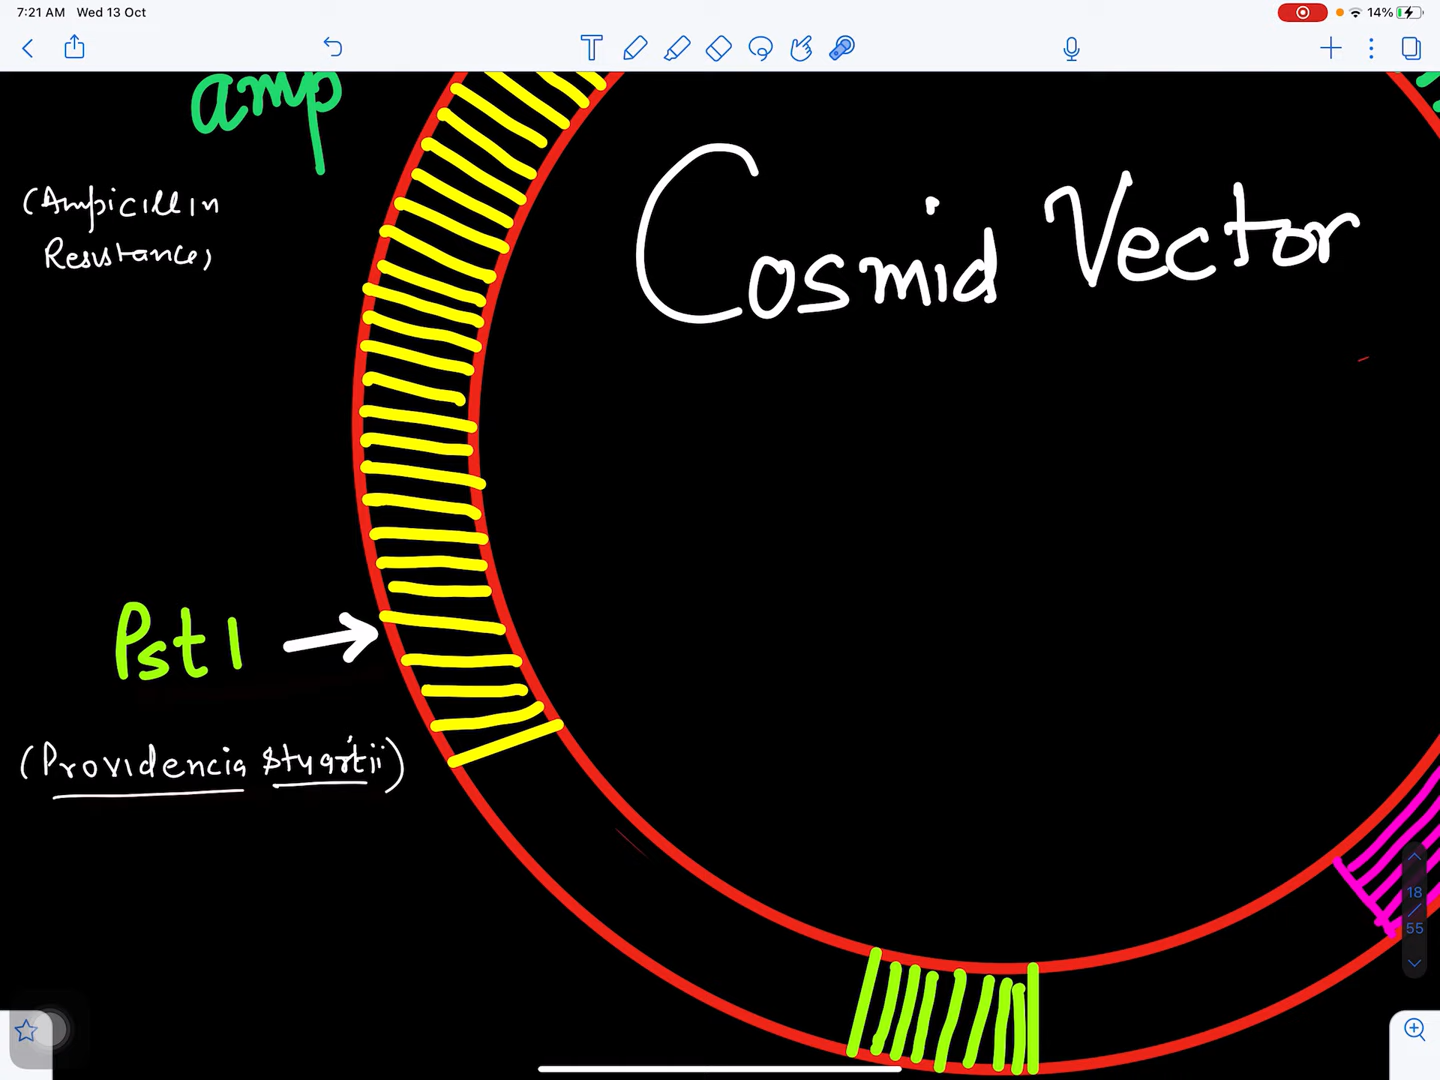 7:21 AM Wed 13 Oct
14%
amp
(Ampicillin
Resistance)
Cosmid Vector
Pst1
(Providencia Stuartii)
18
55